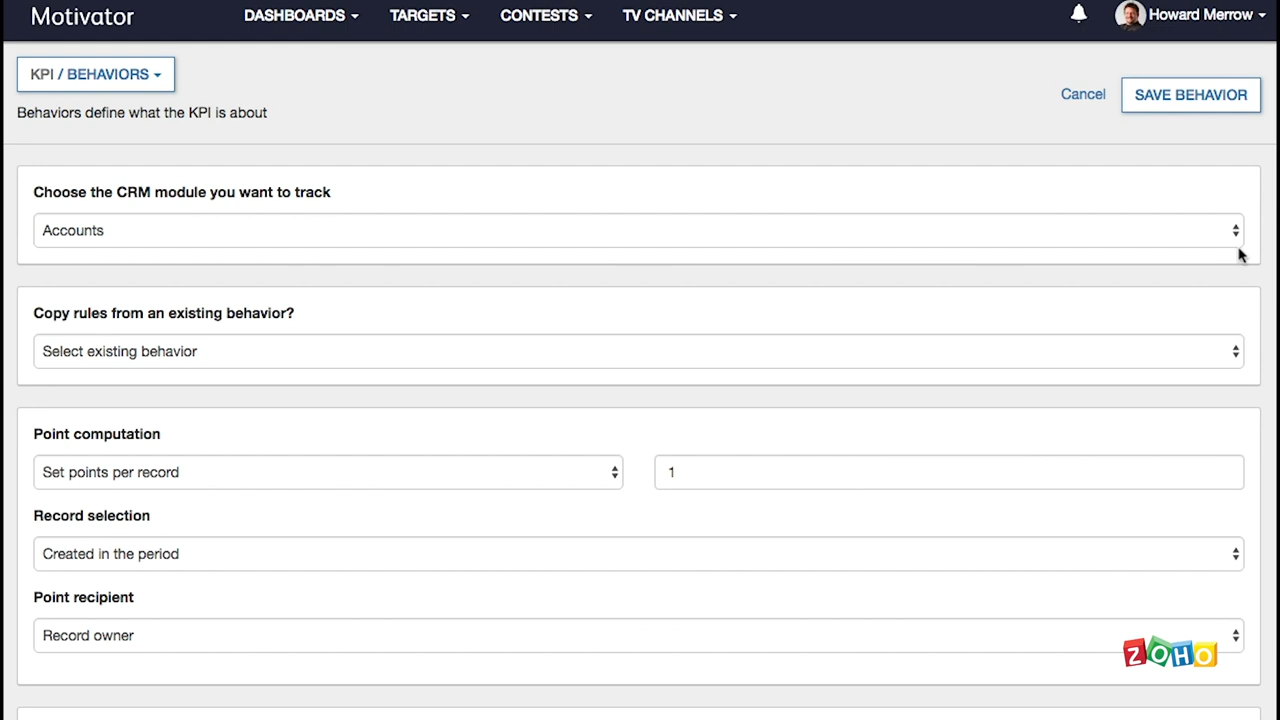 Motivator
DASHBOARDS
TARGETS
CONTESTS
TV CHANNELS
Howard Merrow
KPI / BEHAVIORS
Behaviors define what the KPI is about
Cancel
SAVE BEHAVIOR
Choose the CRM module you want to track
Accounts
Copy rules from an existing behavior?
Select existing behavior
Point computation
Set points per record
1
Record selection
Created in the period
Point recipient
Record owner
ZOHO